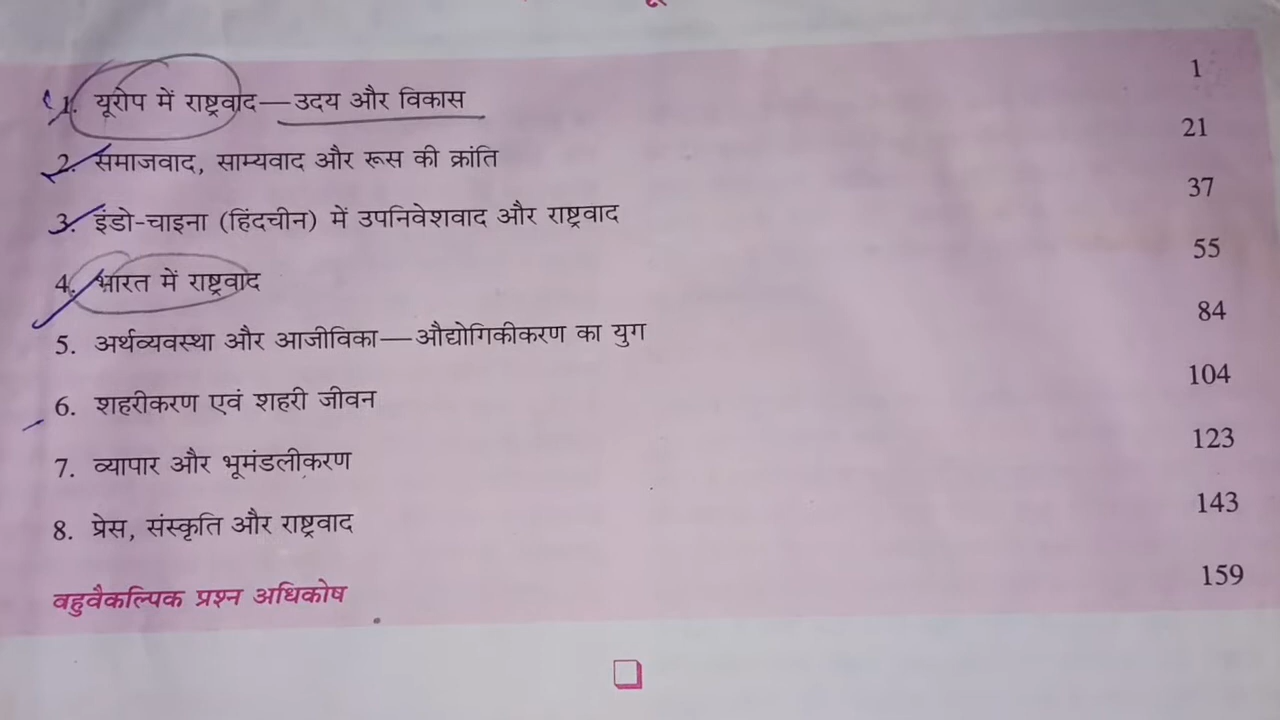 1. यूरोप में राष्ट्रवाद—उदय और विकास 1
2. समाजवाद, साम्यवाद और रूस की क्रांति 21
3. इंडो-चाइना (हिंदचीन) में उपनिवेशवाद और राष्ट्रवाद 37
4. भारत में राष्ट्रवाद 55
5. अर्थव्यवस्था और आजीविका—औद्योगिकीकरण का युग 84
6. शहरीकरण एवं शहरी जीवन 104
7. व्यापार और भूमंडलीकरण 123
8. प्रेस, संस्कृति और राष्ट्रवाद 143
वहुवैकल्पिक प्रश्न अधिकोष 159